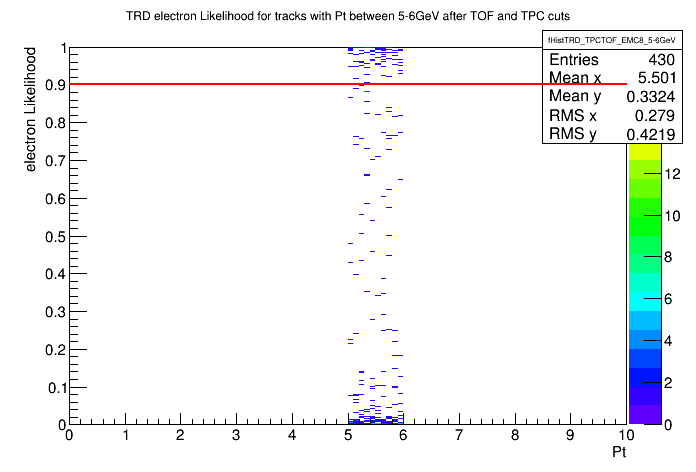 TRD electron Likelihood for tracks with Pt between 5-6GeV after TOF and TPC cuts
fHistTRD_TPCTOF_EMC8_5-6GeV
Entries 430
Mean x 5.501
Mean y 0.3324
RMS x 0.279
RMS y 0.4219
electron Likelihood
1
0.9
0.8
0.7
0.6
0.5
0.4
0.3
0.2
0.1
0
0 1 2 3 4 5 6 7 8 9 10
Pt
12
10
8
6
4
2
0